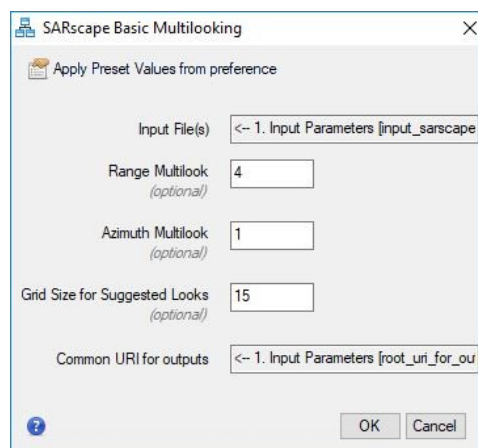 SARscape Basic Multilooking
Apply Preset Values from preference
Input File(s) <-- 1. Input Parameters [input_sarscape
Range Multilook 4
(optional)
Azimuth Multilook 1
(optional)
Grid Size for Suggested Looks 15
(optional)
Common URI for outputs <-- 1. Input Parameters [root_uri_for_ou
OK Cancel